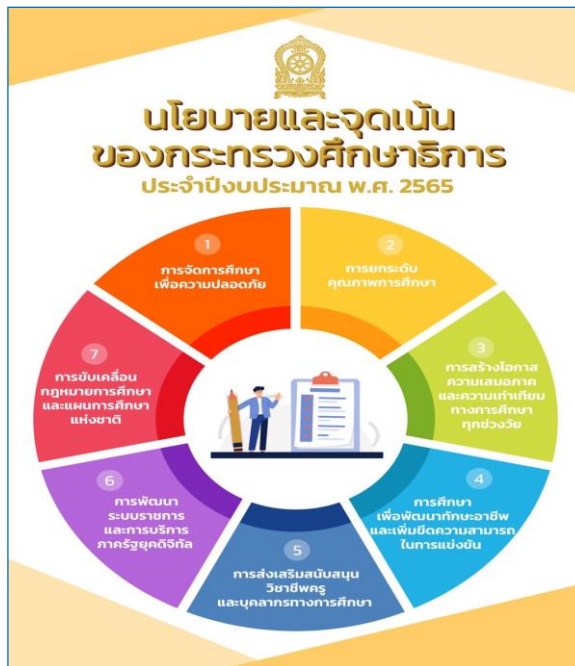 นโยบายและจุดเน้น
ของกระทรวงศึกษาธิการ
ประจำปีงบประมาณ พ.ศ. 2565
1
การจัดการศึกษา
เพื่อความปลอดภัย
2
การยกระดับ
คุณภาพการศึกษา
3
การสร้างโอกาส
ความเสมอภาค
และความเท่าเทียม
ทางการศึกษา
ทุกช่วงวัย
4
การศึกษา
เพื่อพัฒนาทักษะอาชีพ
และเพิ่มขีดความสามารถ
ในการแข่งขัน
5
การส่งเสริมสนับสนุน
วิชาชีพครู
และบุคลากรทางการศึกษา
6
การพัฒนา
ระบบราชการ
และการบริการ
ภาครัฐยุคดิจิทัล
7
การขับเคลื่อน
กฎหมายการศึกษา
และแผนการศึกษา
แห่งชาติ